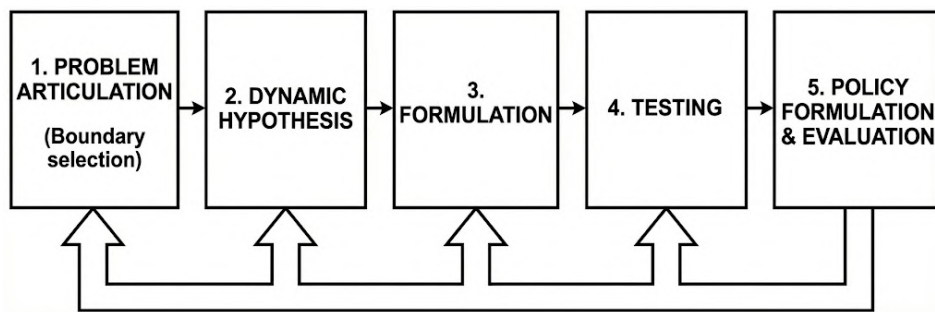 1. PROBLEM
ARTICULATION
(Boundary
selection)
2. DYNAMIC
HYPOTHESIS
3.
FORMULATION
4. TESTING
5. POLICY
FORMULATION
& EVALUATION